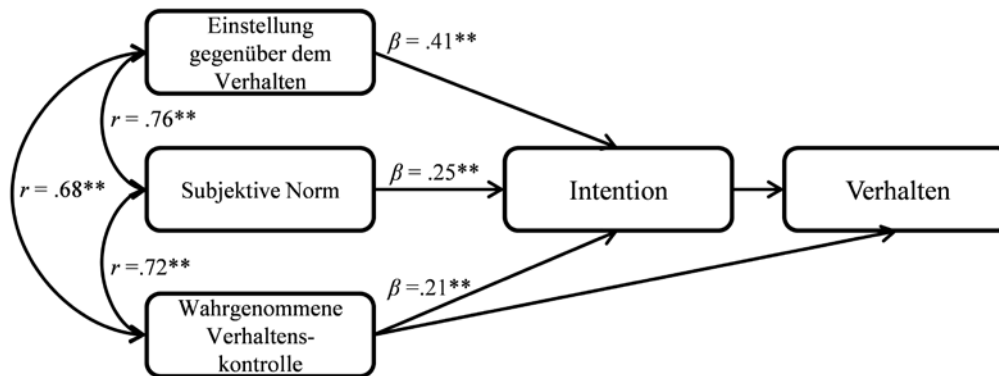 Einstellung
gegenüber dem
Verhalten
β = .41**
r = .76**
Subjektive Norm
β = .25**
Intention
Verhalten
r = .68**
r =.72**
β =.21**
Wahrgenommene
Verhaltens-
kontrolle